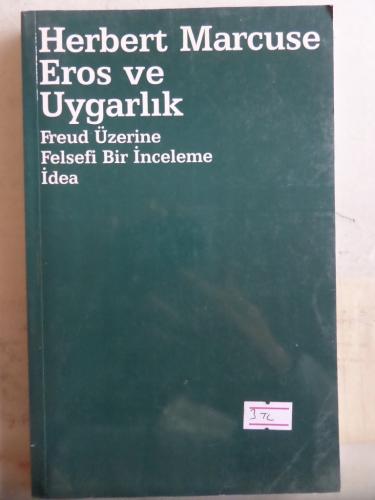 Herbert Marcuse
Eros ve
Uygarlık
Freud Üzerine
Felsefi Bir İnceleme
İdea
3 TL